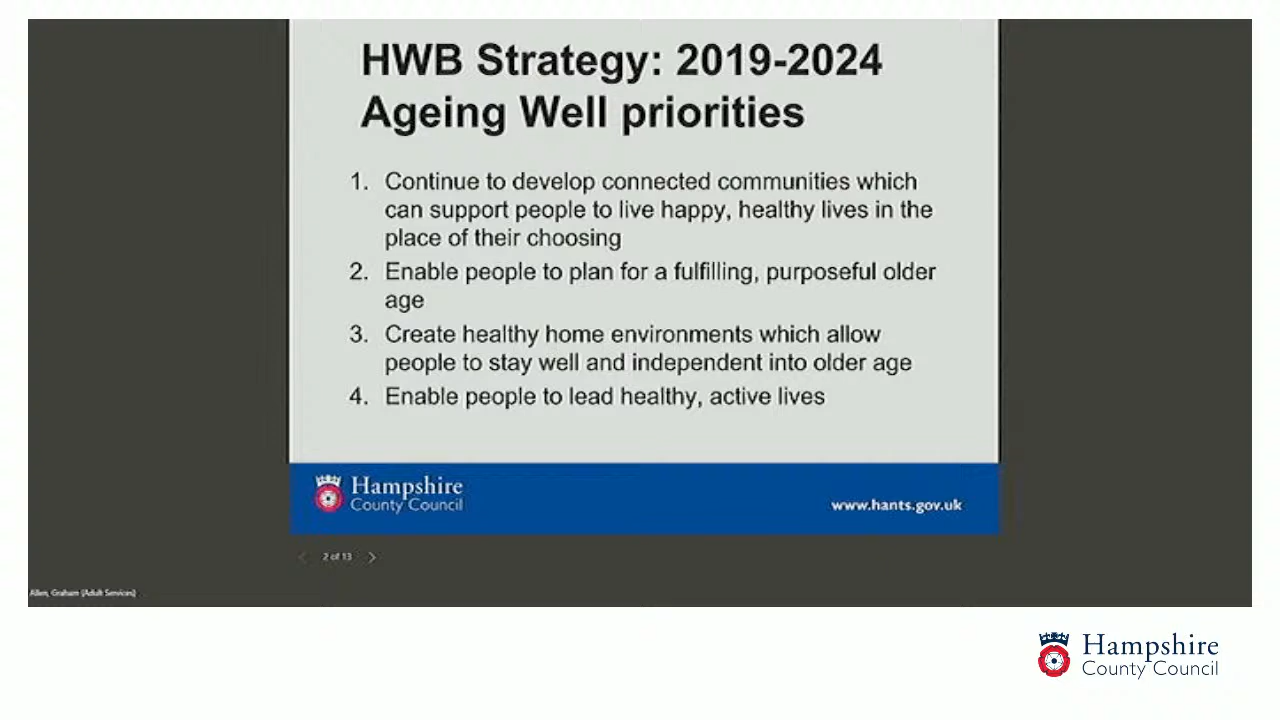 HWB Strategy: 2019-2024
Ageing Well priorities
1. Continue to develop connected communities which
can support people to live happy, healthy lives in the
place of their choosing
2. Enable people to plan for a fulfilling, purposeful older
age
3. Create healthy home environments which allow
people to stay well and independent into older age
4. Enable people to lead healthy, active lives
Hampshire
County Council
www.hants.gov.uk
2 of 13
Allen, Graham (Adult Services)
Hampshire
County Council